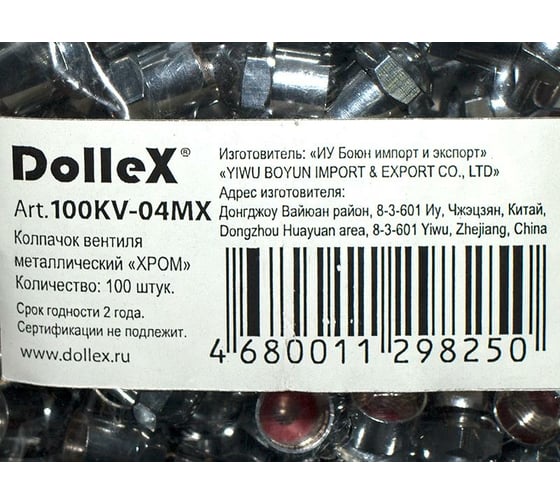 DolleX®
Art.100KV-04MX
Колпачок вентиля
металлический «ХРОМ»
Количество: 100 штук.
Срок годности 2 года.
Сертификации не подлежит.
www.dollex.ru
Изготовитель: «ИУ Боюн импорт и экспорт»
«YIWU BOYUN IMPORT & EXPORT CO., LTD»
Адрес изготовителя:
Донгджоу Вайюан район, 8-3-601 Иу, Чжэцзян, Китай,
Dongzhou Huayuan area, 8-3-601 Yiwu, Zhejiang, China
4 680011 298250